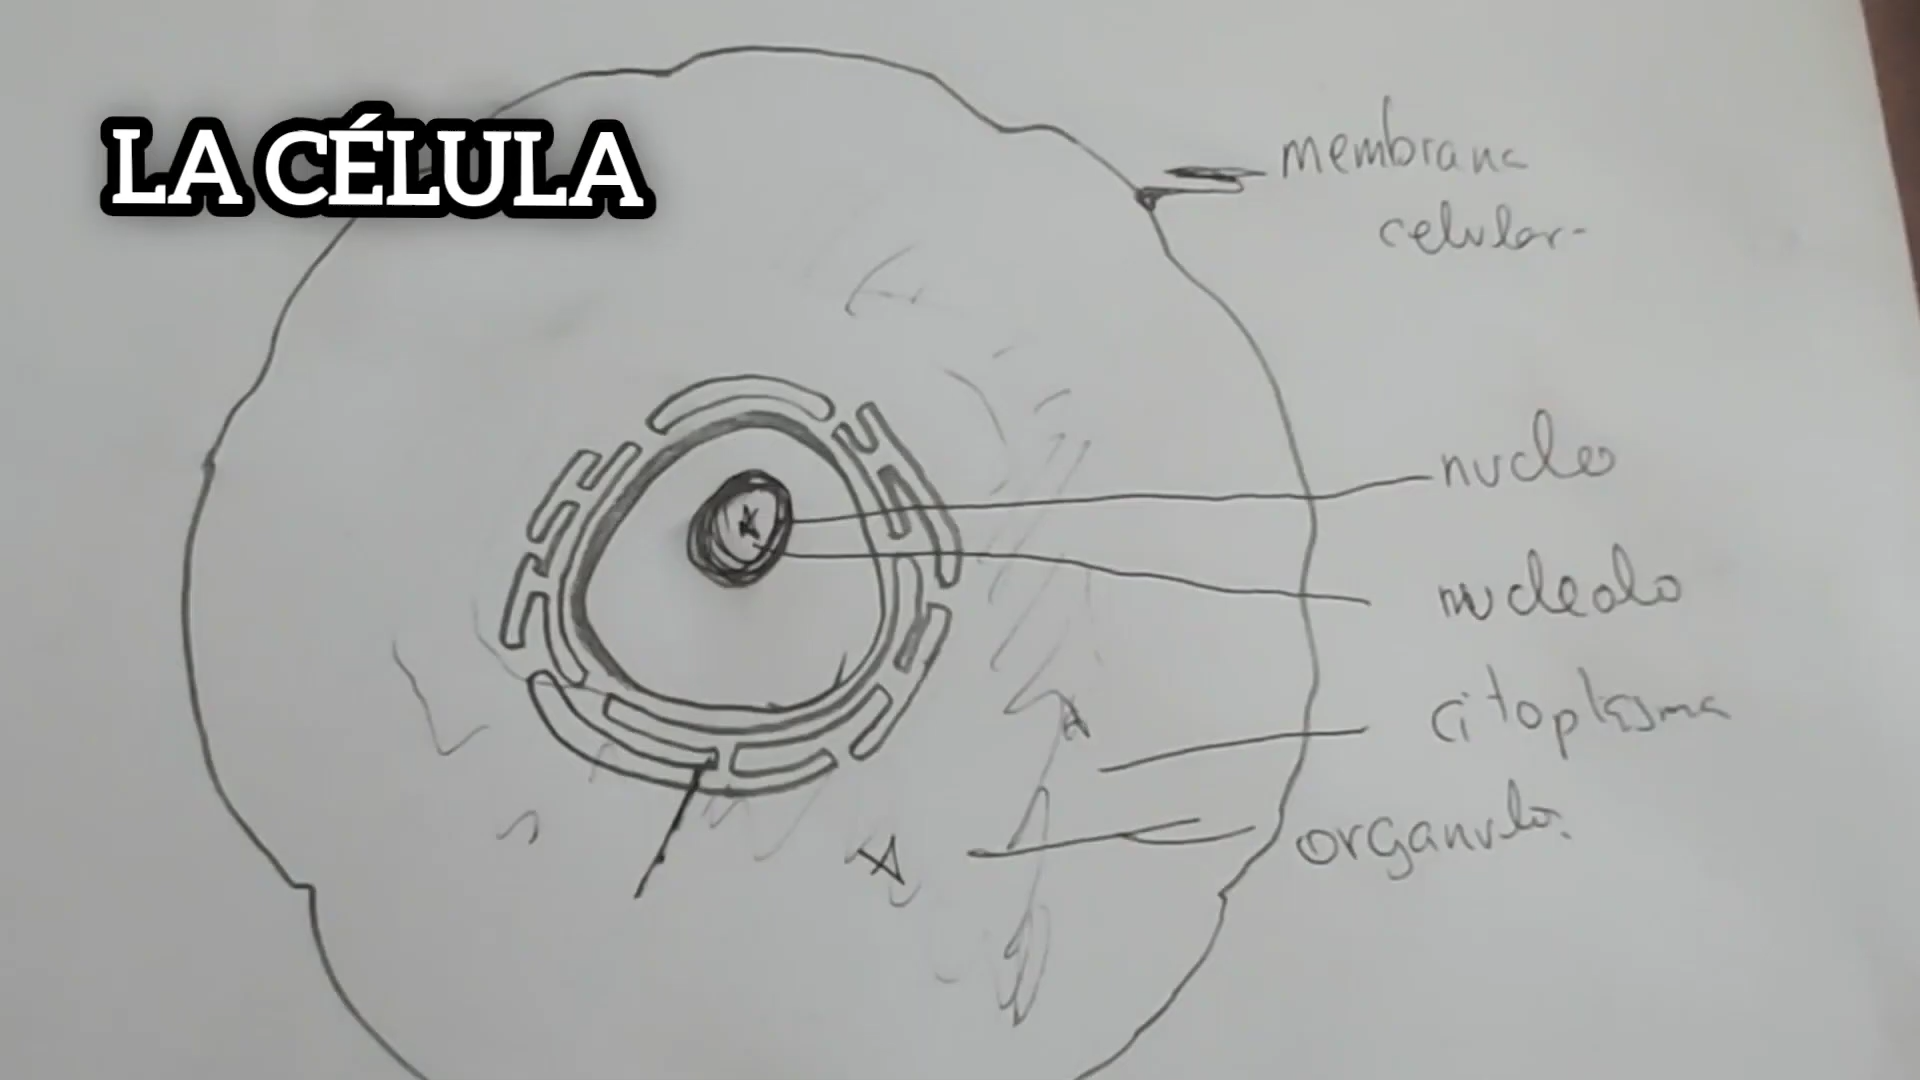 LA CÉLULA
membrana
celular-
nucleo
nucleolo
citoplasma
organulo.